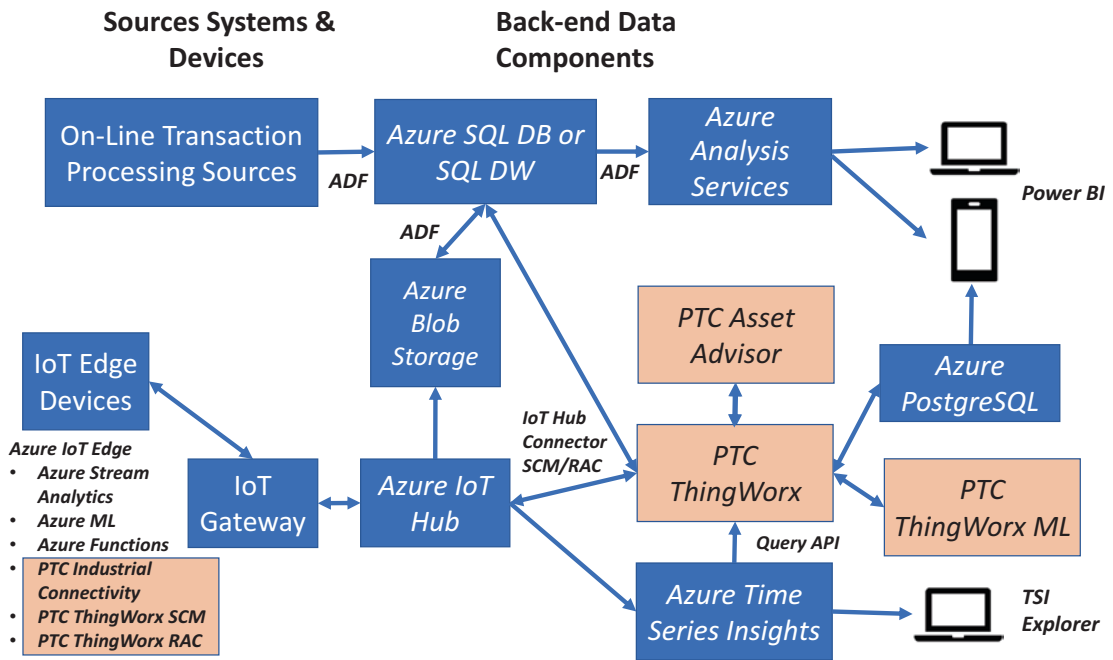 Sources Systems &
Devices
Back-end Data
Components
On-Line Transaction
Processing Sources
ADF
Azure SQL DB or
SQL DW
ADF
Azure
Analysis
Services
Power BI
ADF
Azure
Blob
Storage
PTC Asset
Advisor
Azure
PostgreSQL
IoT Edge
Devices
Azure IoT Edge
• Azure Stream
Analytics
• Azure ML
• Azure Functions
• PTC Industrial
Connectivity
• PTC ThingWorx SCM
• PTC ThingWorx RAC
IoT
Gateway
Azure IoT
Hub
IoT Hub
Connector
SCM/RAC
PTC
ThingWorx
PTC
ThingWorx ML
Query API
Azure Time
Series Insights
TSI
Explorer